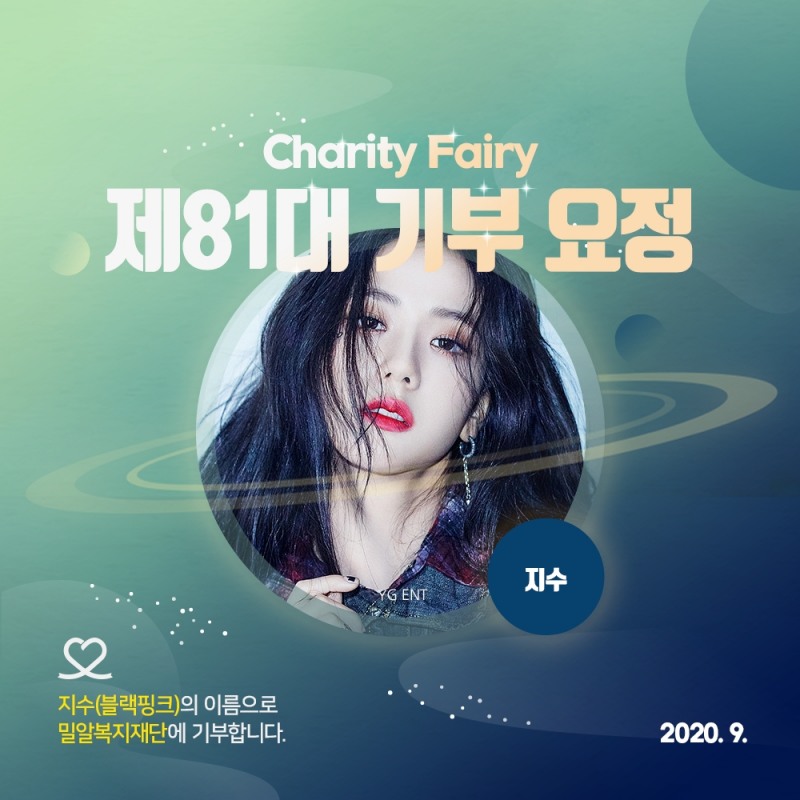 Charity Fairy
제81대 기부 요정
YG ENT
지수
지수(블랙핑크)의 이름으로
밀알복지재단에 기부합니다.
2020. 9.